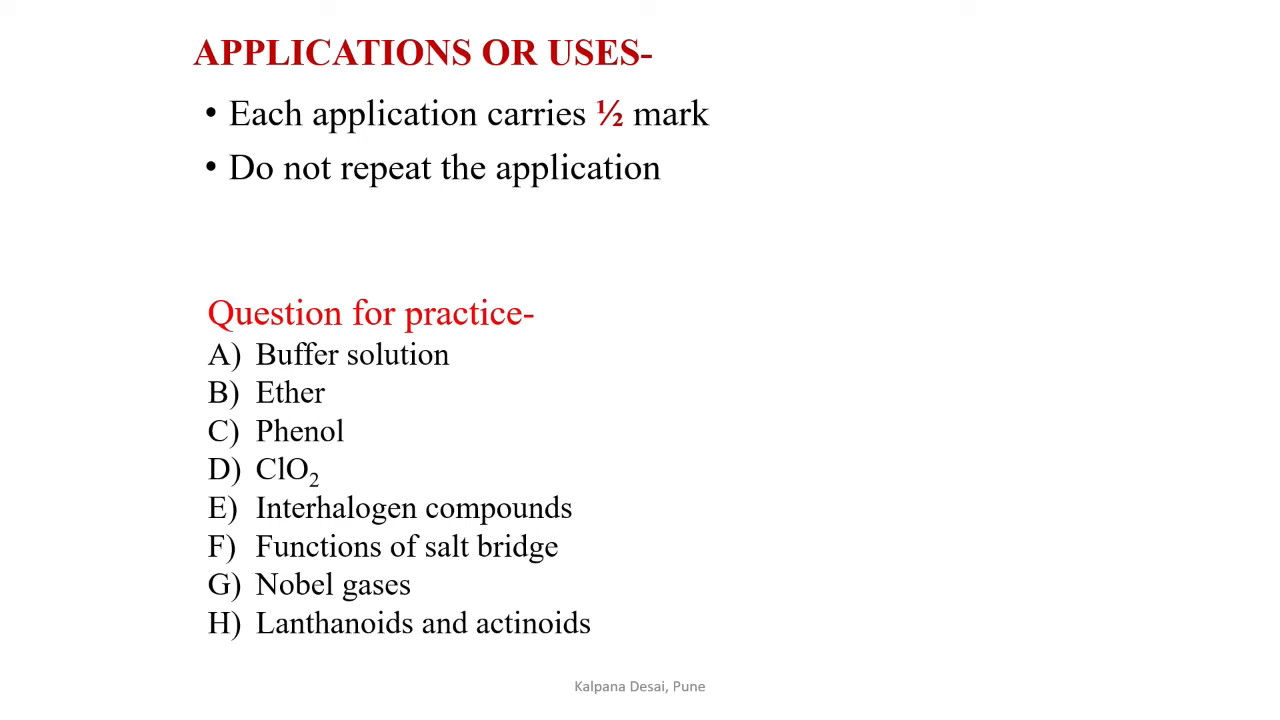 APPLICATIONS OR USES-
• Each application carries ½ mark
• Do not repeat the application
Question for practice-
A) Buffer solution
B) Ether
C) Phenol
D) ClO₂
E) Interhalogen compounds
F) Functions of salt bridge
G) Nobel gases
H) Lanthanoids and actinoids
Kalpana Desai, Pune